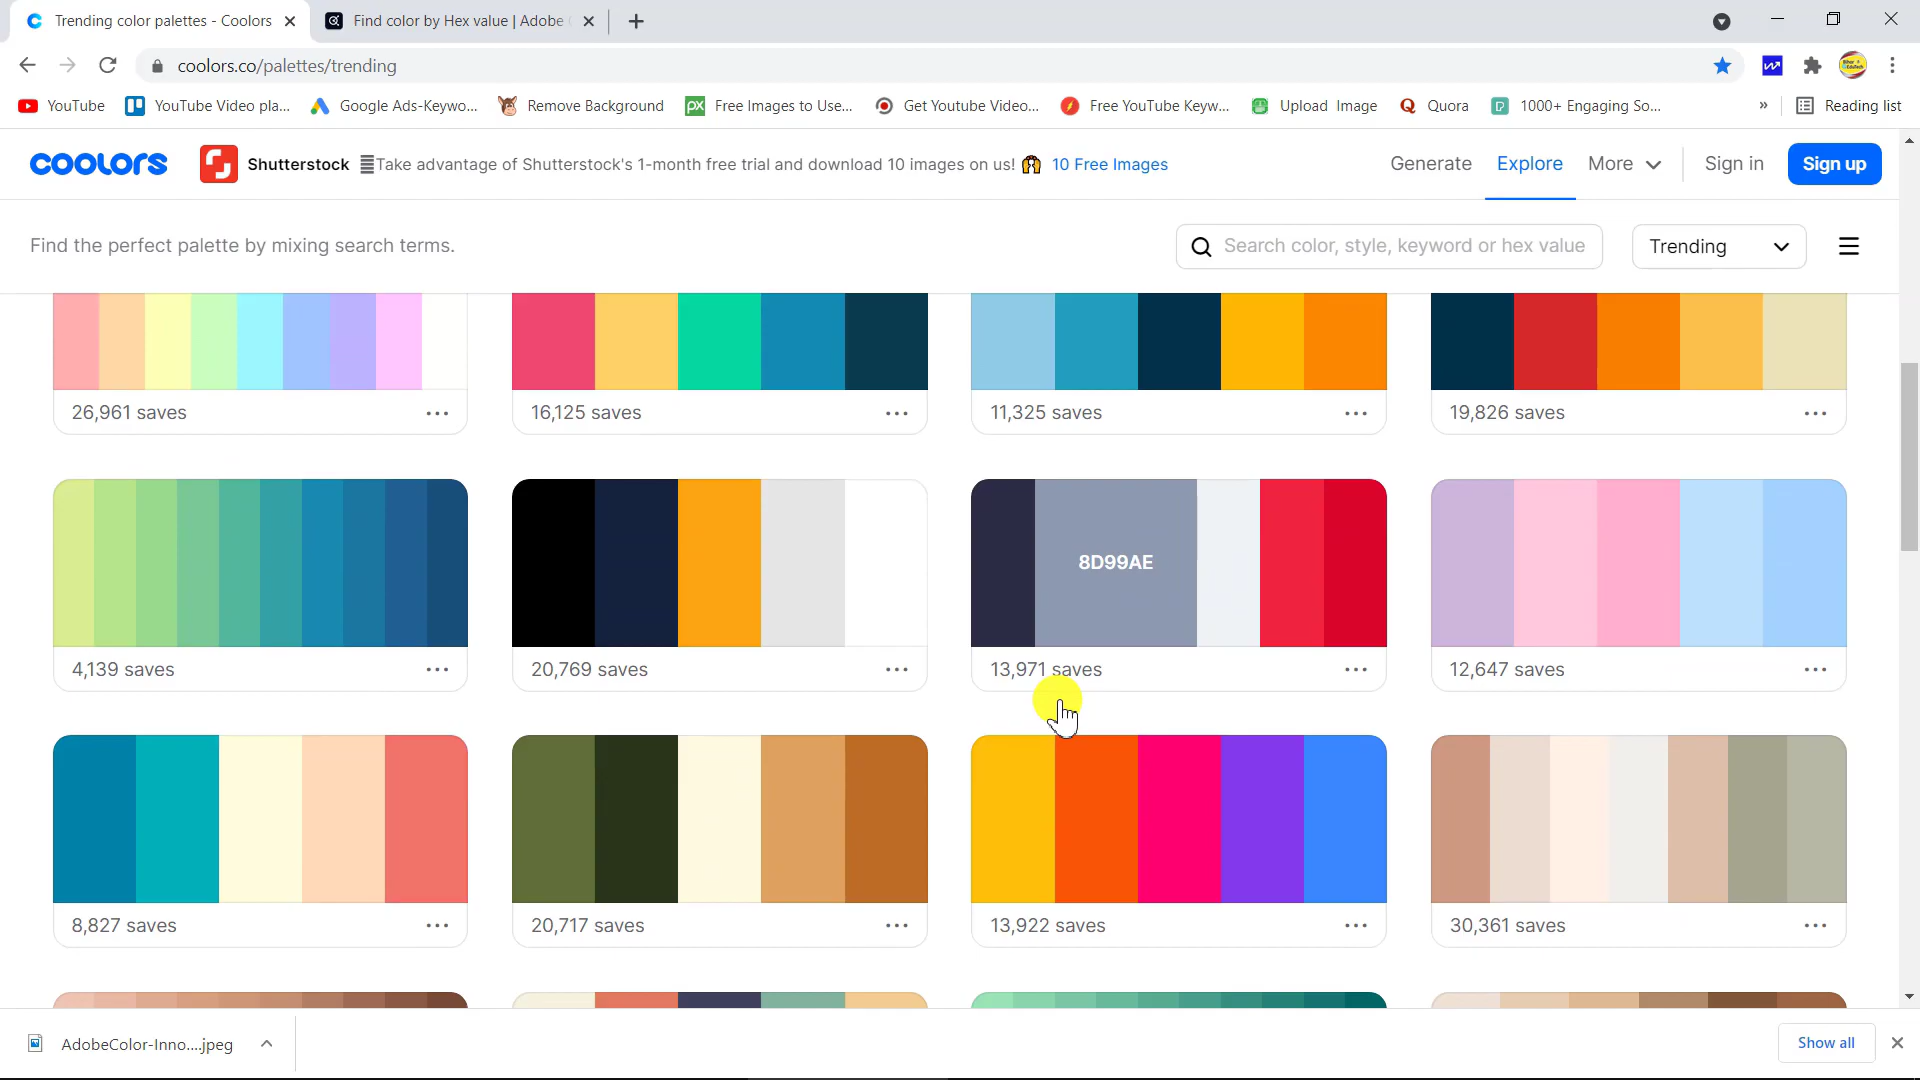 Trending color palettes - Coolors
Find color by Hex value | Adobe
coolors.co/palettes/trending
YouTube
YouTube Video pla...
Google Ads-Keywo...
Remove Background
Free Images to Use...
Get Youtube Video...
Free YouTube Keyw...
Upload Image
Quora
1000+ Engaging So...
»
Reading list
coolors
Shutterstock
Take advantage of Shutterstock's 1-month free trial and download 10 images on us!
10 Free Images
Generate
Explore
More
Sign in
Sign up
Find the perfect palette by mixing search terms.
Search color, style, keyword or hex value
Trending
26,961 saves
16,125 saves
11,325 saves
19,826 saves
8D99AE
4,139 saves
20,769 saves
13,971 saves
12,647 saves
8,827 saves
20,717 saves
13,922 saves
30,361 saves
AdobeColor-Inno....jpeg
Show all